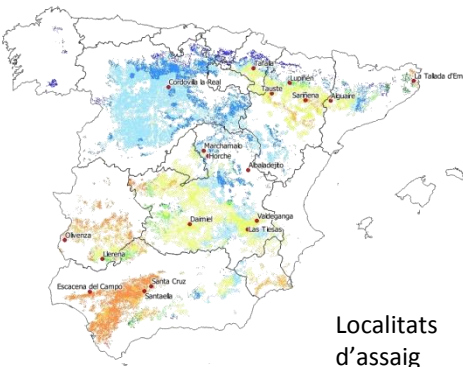 Tafalla
La Tallada d'Em
Lupiñén
Cordovilla la Real
Tauste
Sariñena
Alguaire
Marchamalo
Horche
Albaladejito
Valdeganga
Daimiel
Las Tiesas
Olivenza
Llerena
Santa Cruz
Escacena del Campo
Santaella
Localitats
d'assaig